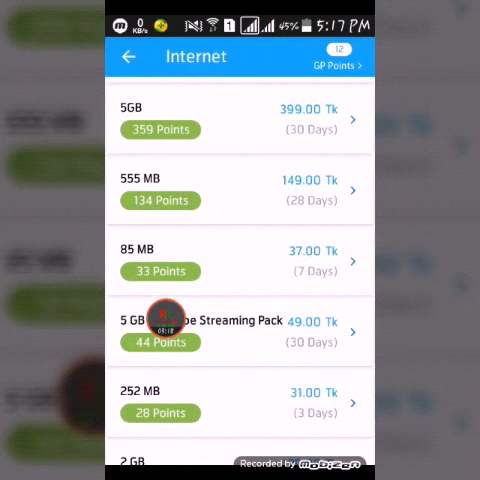 0 KB/s 1 45% 5:17 PM
Internet
12
GP Points >
5GB 399.00 Tk
359 Points (30 Days)
555 MB 149.00 Tk
134 Points (28 Days)
85 MB 37.00 Tk
33 Points (7 Days)
5 GB be Streaming Pack 49.00 Tk
44 Points (30 Days)
252 MB 31.00 Tk
28 Points (3 Days)
2 GB
Recorded by mobizen